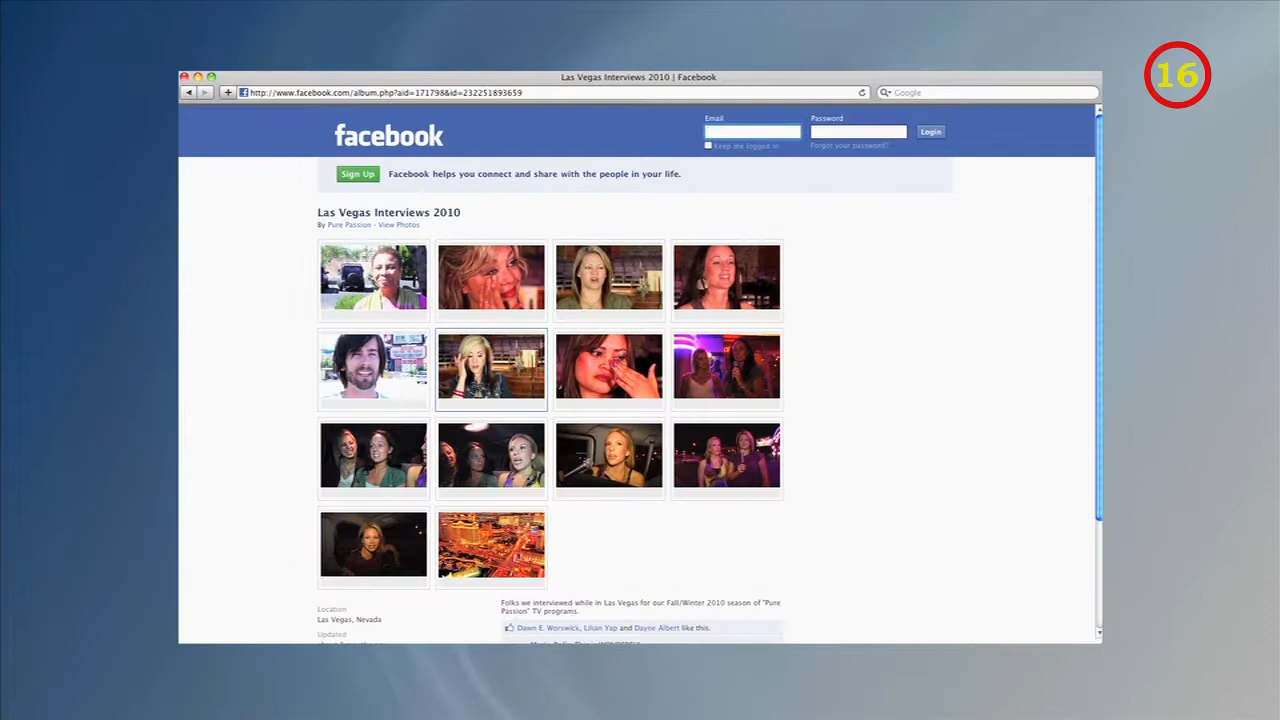 16
Las Vegas Interviews 2010 | Facebook
http://www.facebook.com/album.php?aid=171798&id=232251893659
Google
Email
Password
facebook
Login
Keep me logged in
Forgot your password?
Sign Up
Facebook helps you connect and share with the people in your life.
Las Vegas Interviews 2010
By Pure Passion - View Photos
Folks we interviewed while in Las Vegas for our Fall/Winter 2010 season of "Pure
Passion" TV programs.
Location
Las Vegas, Nevada
Dawn E. Worswick, Lilian Yap and Dayne Albert like this.
Updated